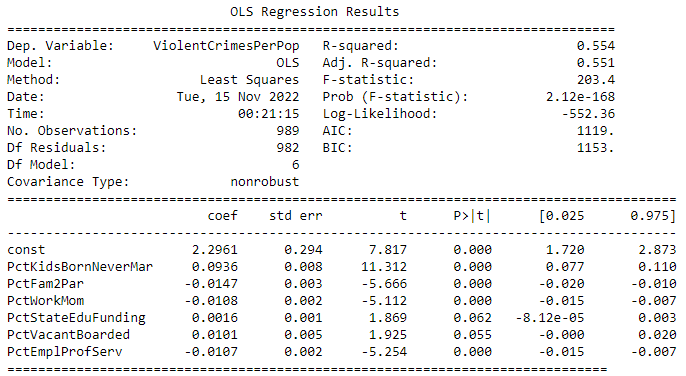 OLS Regression Results
==============================================================================
Dep. Variable: ViolentCrimesPerPop R-squared: 0.554
Model: OLS Adj. R-squared: 0.551
Method: Least Squares F-statistic: 203.4
Date: Tue, 15 Nov 2022 Prob (F-statistic): 2.12e-168
Time: 00:21:15 Log-Likelihood: -552.36
No. Observations: 989 AIC: 1119.
Df Residuals: 982 BIC: 1153.
Df Model: 6
Covariance Type: nonrobust
======================================================================================
coef std err t P>|t| [0.025 0.975]
--------------------------------------------------------------------------------------
const 2.2961 0.294 7.817 0.000 1.720 2.873
PctKidsBornNeverMar 0.0936 0.008 11.312 0.000 0.077 0.110
PctFam2Par -0.0147 0.003 -5.666 0.000 -0.020 -0.010
PctWorkMom -0.0108 0.002 -5.112 0.000 -0.015 -0.007
PctStateEduFunding 0.0016 0.001 1.869 0.062 -8.12e-05 0.003
PctVacantBoarded 0.0101 0.005 1.925 0.055 -0.000 0.020
PctEmplProfServ -0.0107 0.002 -5.254 0.000 -0.015 -0.007
=============================================================================